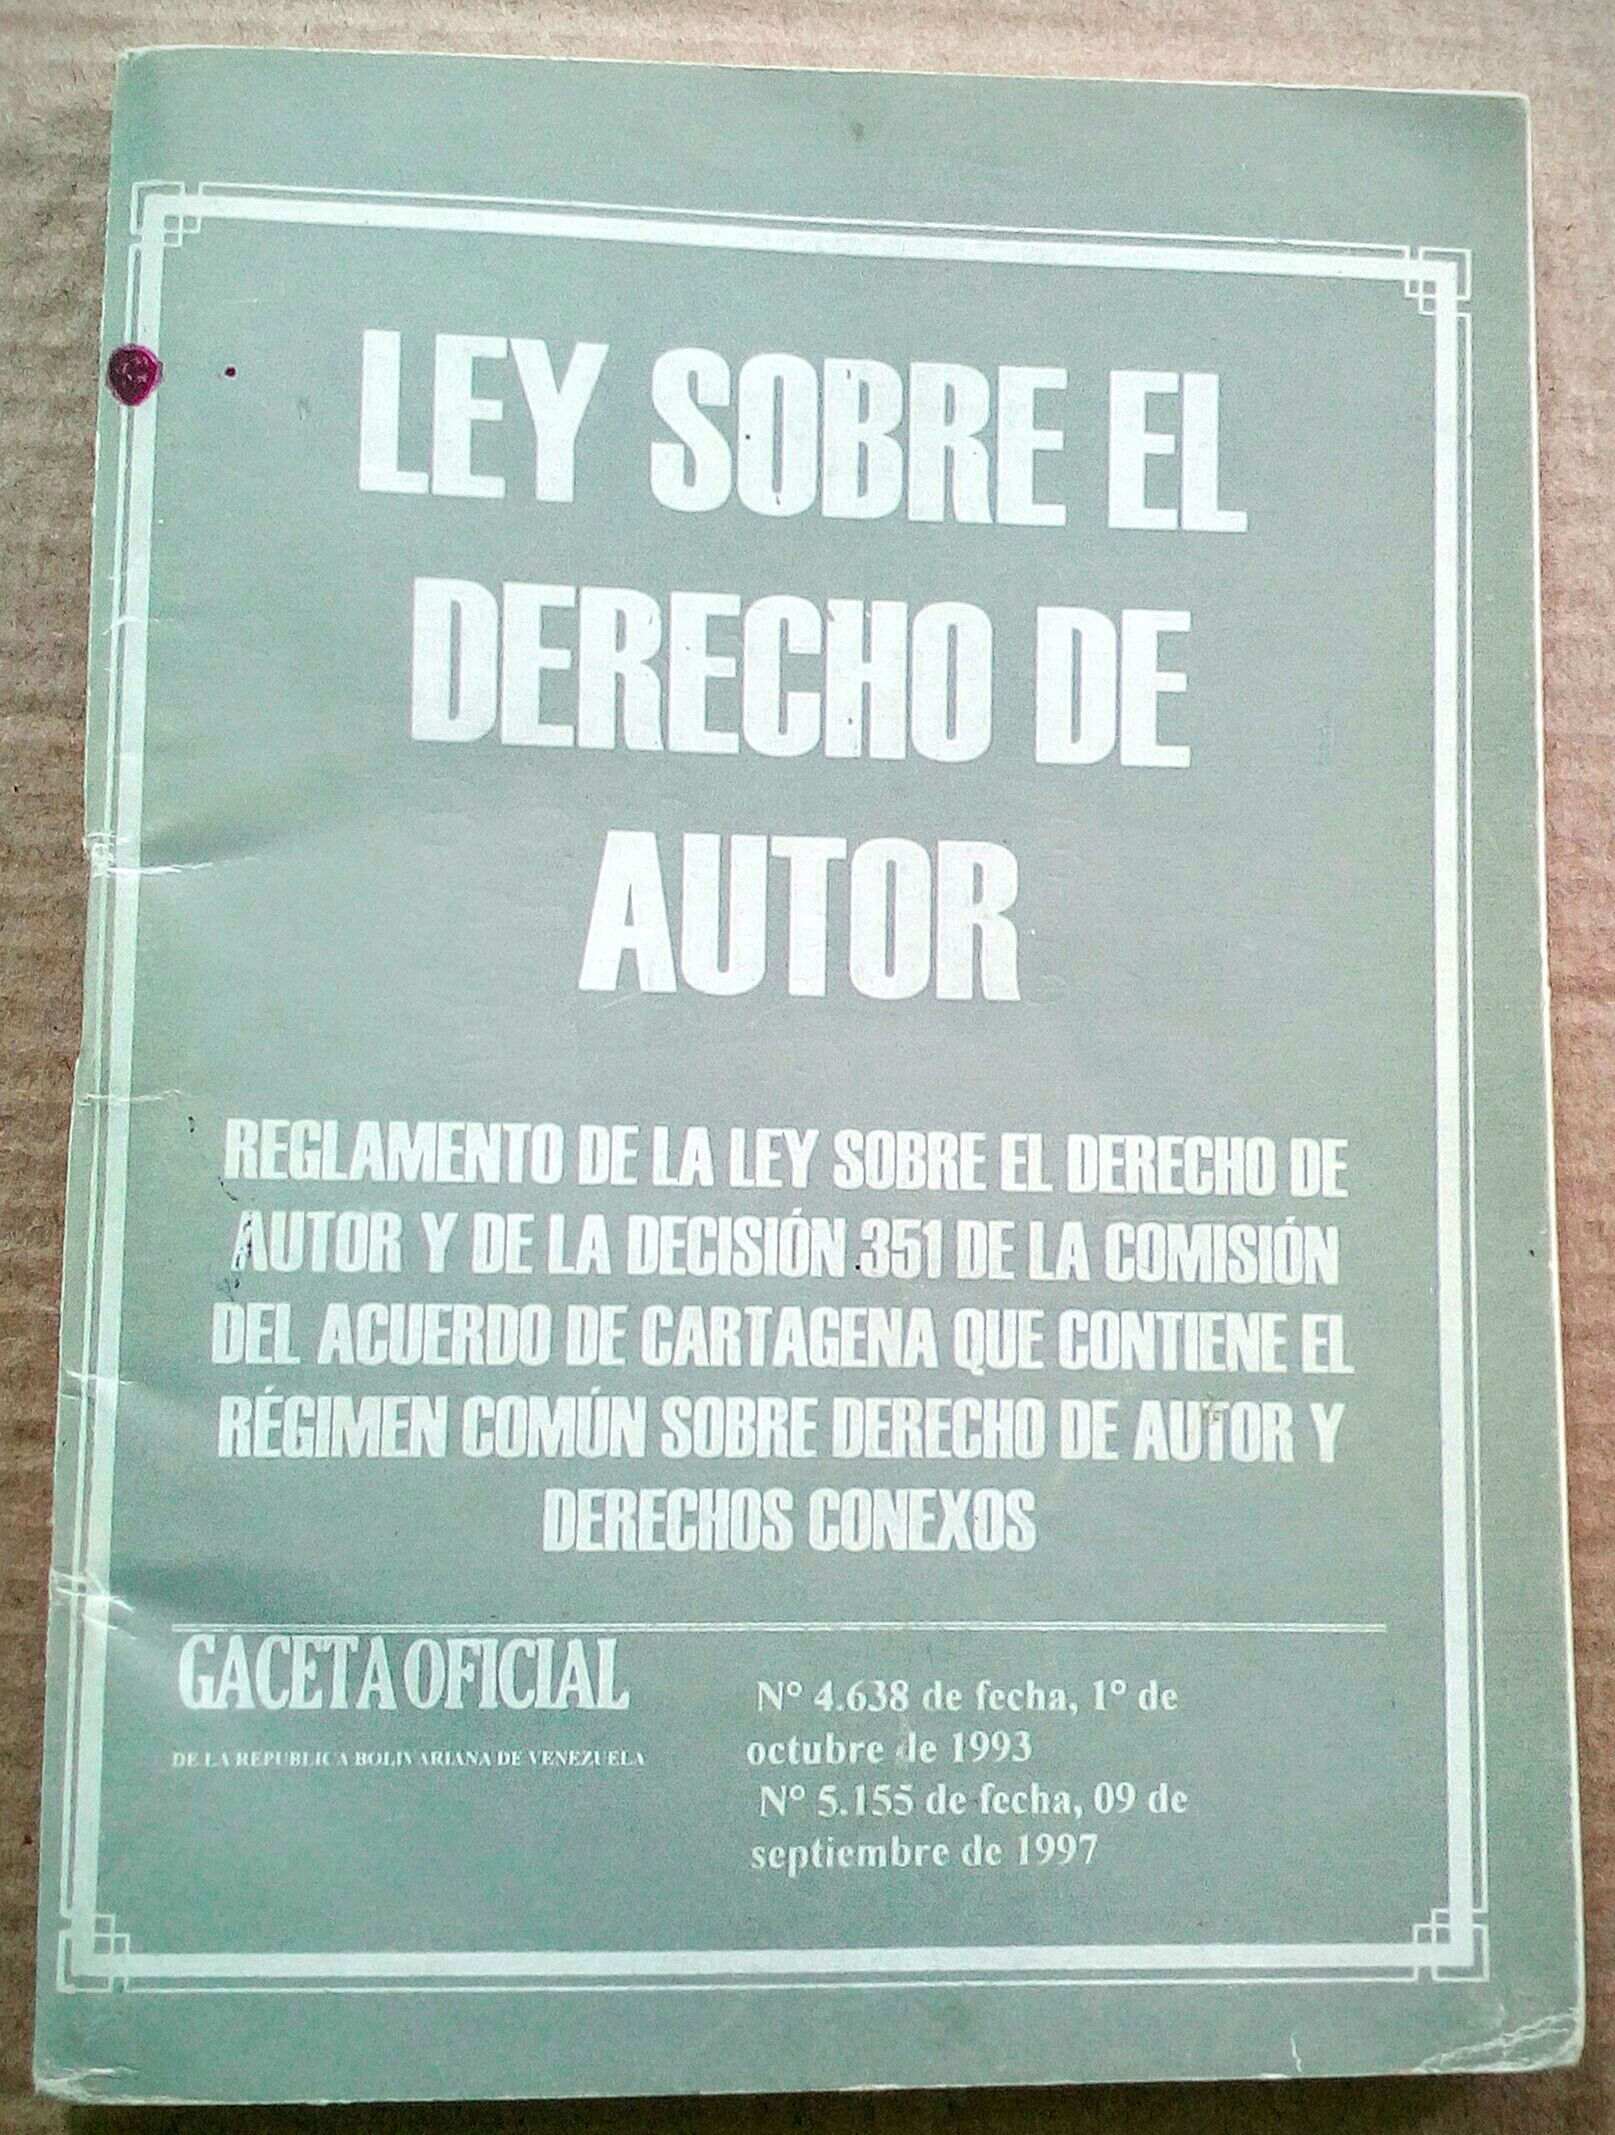 LEY SOBRE EL
DERECHO DE
AUTOR
REGLAMENTO DE LA LEY SOBRE EL DERECHO DE
AUTOR Y DE LA DECISIÓN 351 DE LA COMISIÓN
DEL ACUERDO DE CARTAGENA QUE CONTIENE EL
RÉGIMEN COMÚN SOBRE DERECHO DE AUTOR Y
DERECHOS CONEXOS
GACETA OFICIAL
DE LA REPUBLICA BOLIVARIANA DE VENEZUELA
Nº 4.638 de fecha, 1º de
octubre de 1993
Nº 5.155 de fecha, 09 de
septiembre de 1997